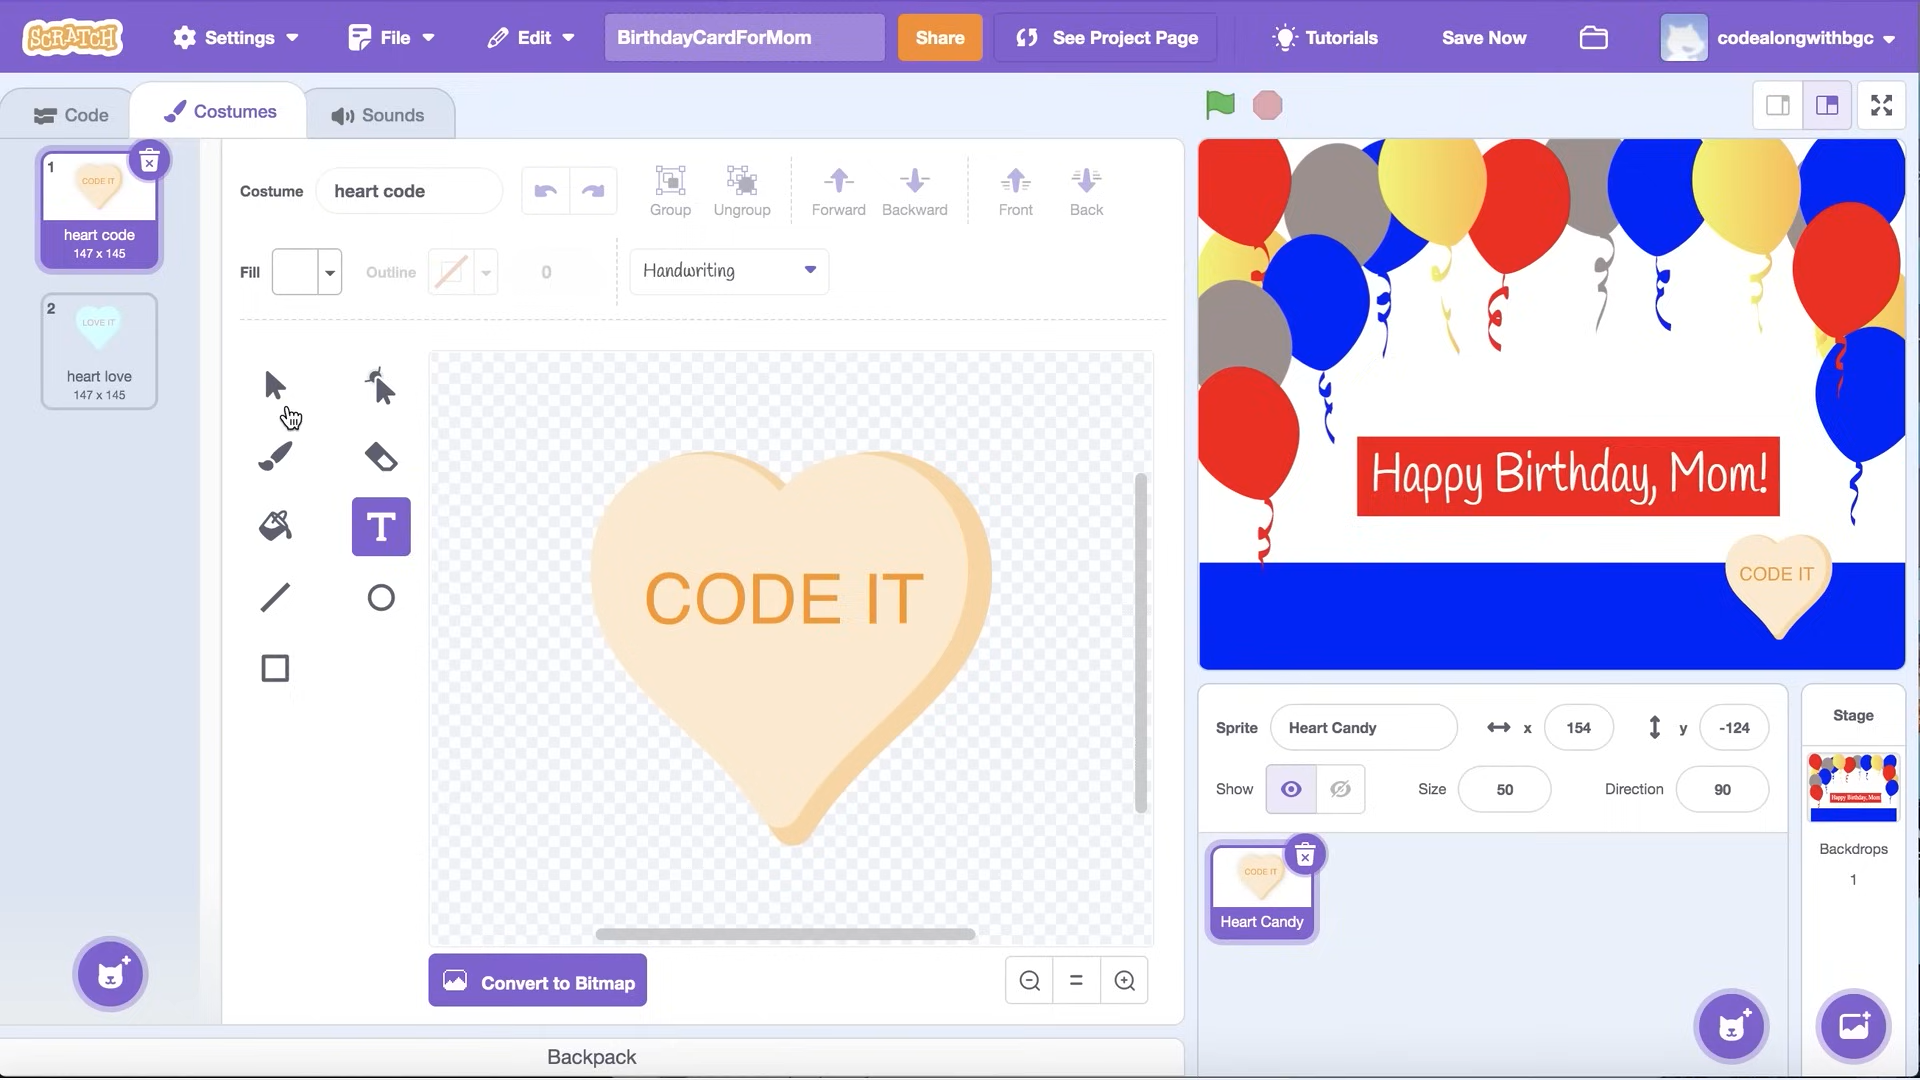 SCRATCH Settings File Edit BirthdayCardForMom Share See Project Page Tutorials Save Now codealongwithbgc
Code Costumes Sounds
1
CODE IT
heart code
147 x 145
2
LOVE IT
heart love
147 x 145
Costume heart code Group Ungroup Forward Backward Front Back
Fill Outline 0 Handwriting
T
CODE IT
Convert to Bitmap
Backpack
Happy Birthday, Mom!
CODE IT
Sprite Heart Candy x 154 y -124
Show Size 50 Direction 90
CODE IT
Heart Candy
Stage
Happy Birthday, Mom!
Backdrops
1